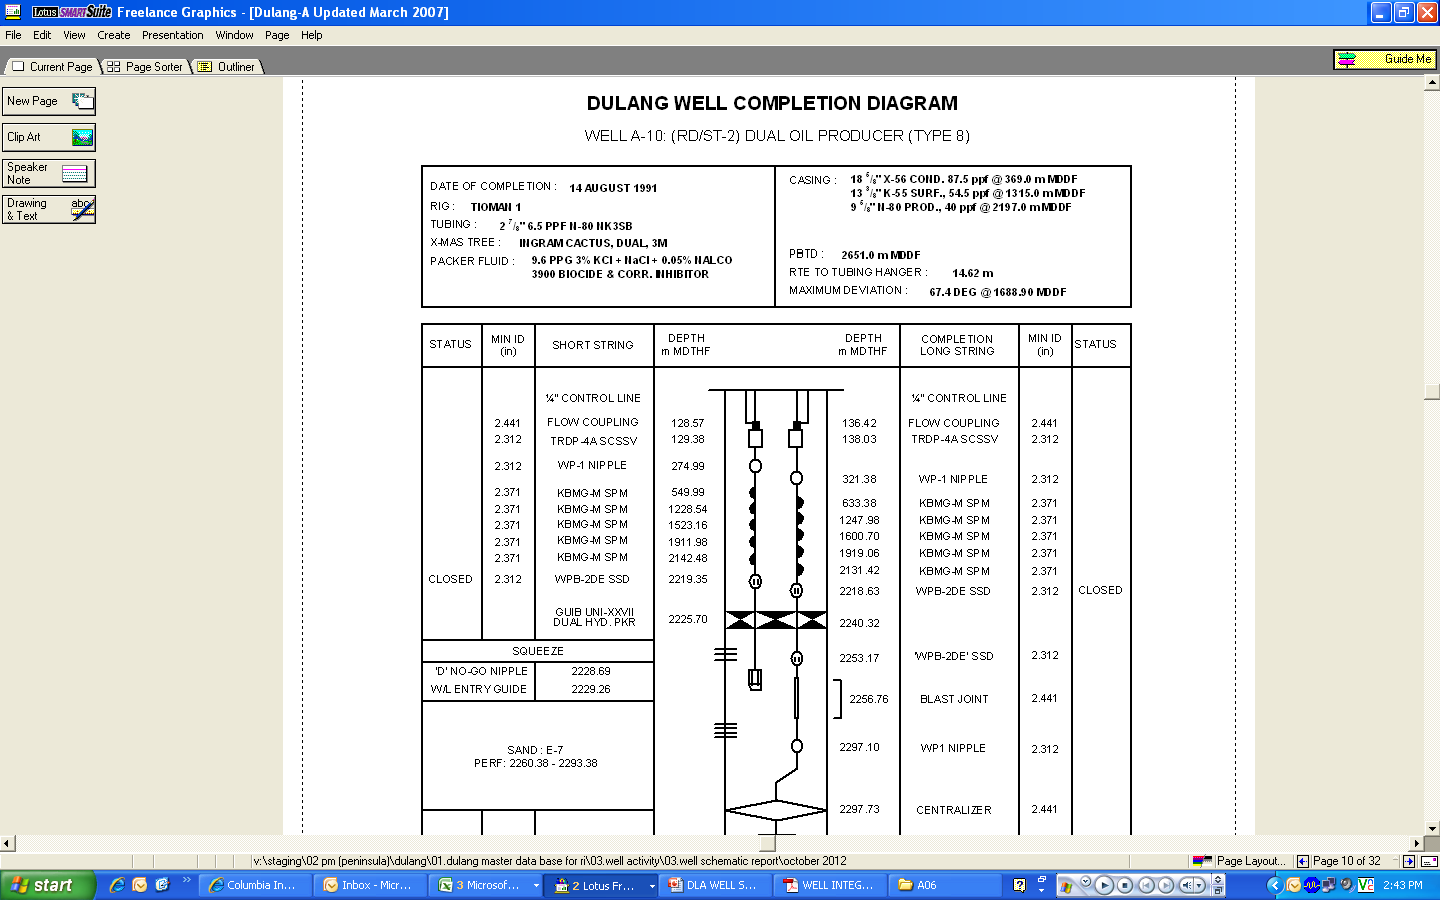 Lotus SMARTSuite Freelance Graphics - [Dulang-A Updated March 2007]
File Edit View Create Presentation Window Page Help
Current Page Page Sorter Outliner Guide Me
New Page
Clip Art
Speaker
Note
Drawing
& Text
abc
DULANG WELL COMPLETION DIAGRAM
WELL A-10: (RD/ST-2) DUAL OIL PRODUCER (TYPE 8)
DATE OF COMPLETION : 14 AUGUST 1991
RIG : TIOMAN 1
TUBING : 2 7/8" 6.5 PPF N-80 NK3SB
X-MAS TREE : INGRAM CACTUS, DUAL, 3M
PACKER FLUID : 9.6 PPG 3% KCl + NaCl + 0.05% NALCO
3900 BIOCIDE & CORR. INHIBITOR
CASING : 18 5/8" X-56 COND. 87.5 ppf @ 369.0 m MDDF
13 3/8" K-55 SURF., 54.5 ppf @ 1315.0 m MDDF
9 5/8" N-80 PROD., 40 ppf @ 2197.0 m MDDF
PBTD : 2651.0 m MDDF
RTE TO TUBING HANGER : 14.62 m
MAXIMUM DEVIATION : 67.4 DEG @ 1688.90 MDDF
STATUS MIN ID (in) SHORT STRING DEPTH m MDTHF DEPTH m MDTHF COMPLETION LONG STRING MIN ID (in) STATUS
¼" CONTROL LINE ¼" CONTROL LINE
2.441 FLOW COUPLING 128.57 136.42 FLOW COUPLING 2.441
2.312 TRDP-4A SCSSV 129.38 138.03 TRDP-4A SCSSV 2.312
2.312 WP-1 NIPPLE 274.99 321.38 WP-1 NIPPLE 2.312
2.371 KBMG-M SPM 549.99 633.38 KBMG-M SPM 2.371
2.371 KBMG-M SPM 1228.54 1247.98 KBMG-M SPM 2.371
2.371 KBMG-M SPM 1523.16 1600.70 KBMG-M SPM 2.371
2.371 KBMG-M SPM 1911.98 1919.06 KBMG-M SPM 2.371
2.371 KBMG-M SPM 2142.48 2131.42 KBMG-M SPM 2.371
CLOSED 2.312 WPB-2DE SSD 2219.35 2218.63 WPB-2DE SSD 2.312 CLOSED
GUIB UNI-XXVII
DUAL HYD. PKR 2225.70 2240.32
SQUEEZE 2253.17 'WPB-2DE' SSD 2.312
'D' NO-GO NIPPLE 2228.69
W/L ENTRY GUIDE 2229.26 2256.76 BLAST JOINT 2.441
SAND : E-7 2297.10 WP1 NIPPLE 2.312
PERF: 2260.38 - 2293.38
2297.73 CENTRALIZER 2.441
v:\staging\02 pm (peninsula)\dulang\01.dulang master data base for ri\03.well activity\03.well schematic report\october 2012 Page Layout... Page 10 of 32
start Columbia In... Inbox - Micr... 3 Microsof... 2 Lotus Fr... DLA WELL S... WELL INTEG... A06 2:43 PM